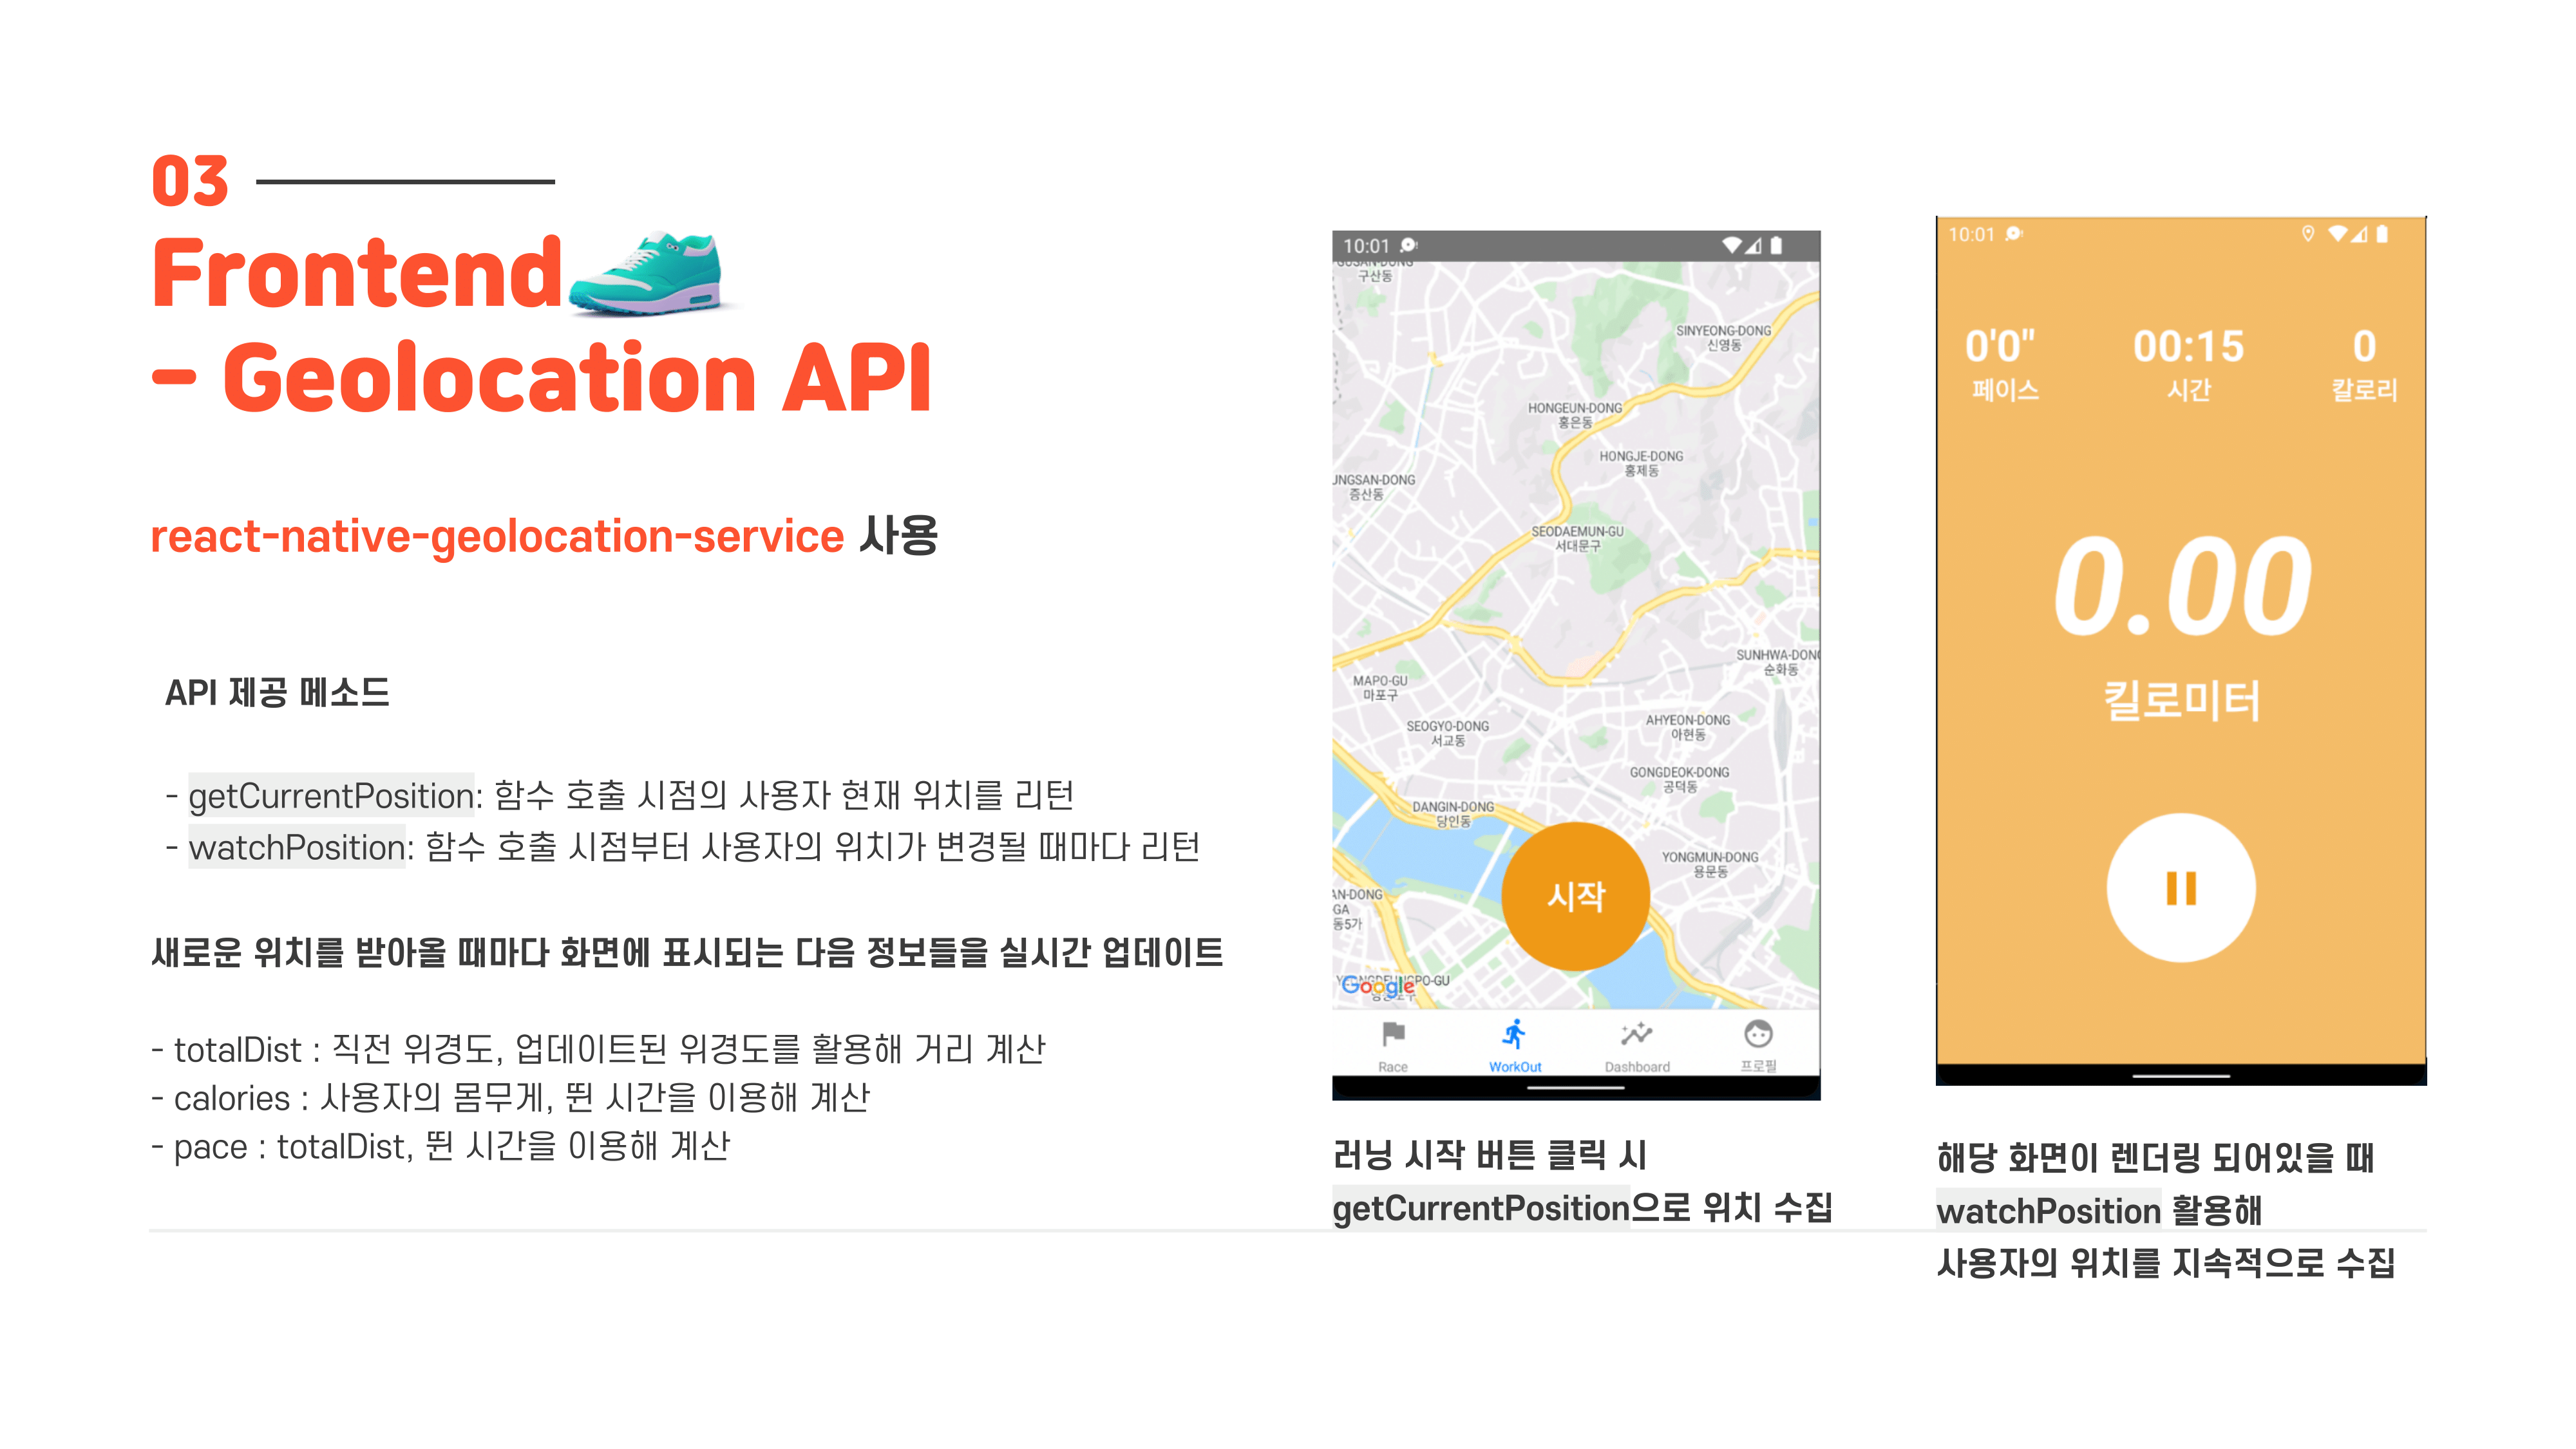 03
Frontend
- Geolocation API
react-native-geolocation-service 사용
API 제공 메소드
- getCurrentPosition: 함수 호출 시점의 사용자 현재 위치를 리턴
- watchPosition: 함수 호출 시점부터 사용자의 위치가 변경될 때마다 리턴
새로운 위치를 받아올 때마다 화면에 표시되는 다음 정보들을 실시간 업데이트
- totalDist : 직전 위경도, 업데이트된 위경도를 활용해 거리 계산
- calories : 사용자의 몸무게, 뛴 시간을 이용해 계산
- pace : totalDist, 뛴 시간을 이용해 계산
10:01
구산동
SINYEONG-DONG
신영동
HONGEUN-DONG
홍은동
HONGJE-DONG
홍제동
JNGSAN-DONG
증산동
SEODAEMUN-GU
서대문구
SUNHWA-DONG
순화동
MAPO-GU
마포구
SEOGYO-DONG
서교동
AHYEON-DONG
아현동
GONGDEOK-DONG
공덕동
DANGIN-DONG
당인동
YONGMUN-DONG
용문동
AN-DONG
GA
동5가
시작
Google
Race
WorkOut
Dashboard
프로필
러닝 시작 버튼 클릭 시
getCurrentPosition으로 위치 수집
10:01
0'0" 00:15 0
페이스 시간 칼로리
0.00
킬로미터
해당 화면이 렌더링 되어있을 때
watchPosition 활용해
사용자의 위치를 지속적으로 수집